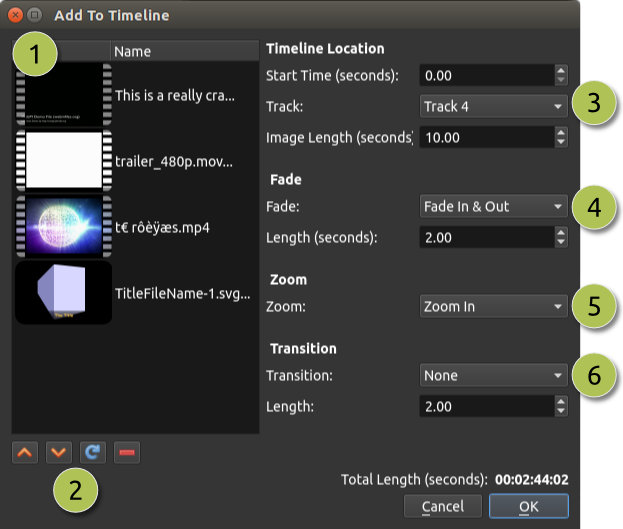 Add To Timeline
1
Name
This is a really cra...
trailer_480p.mov...
t€ rôèÿæs.mp4
TitleFileName-1.svg...
2
Timeline Location
Start Time (seconds): 0.00
Track: Track 4
3
Image Length (seconds) 10.00
Fade
Fade: Fade In & Out
4
Length (seconds): 2.00
Zoom
Zoom: Zoom In
5
Transition
Transition: None
6
Length: 2.00
Total Length (seconds): 00:02:44:02
Cancel
OK